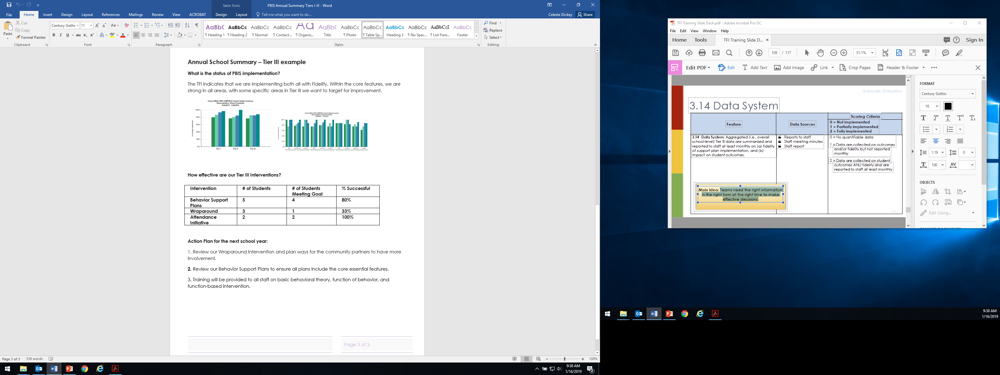 Table Tools
PBIS Annual Summary Tiers I-III - Word
File Home Insert Design Layout References Mailings Review View ACROBAT Design Layout Tell me what you want to do... Celeste Dickey Share
Paste
Cut
Copy
Format Painter
Clipboard
Century Gothi 11
Font
Paragraph
AaBbC AaBbCc AaBbCc AaBbCc Aa AaBbC AaBbCc AaBbCc AaBbCc AaBbCc AaBbCcI AaBbCc
¶ Heading 1 ¶ Heading 2 ¶ Normal ¶ Contact... ¶ Organiz... Title ¶ Photo ¶ Table Sp... Heading 3 ¶ No Spac... ¶ List Para... Footer
Styles
Find
Replace
Select
Editing
Annual School Summary – Tier III example
What is the status of PBIS implementation?
The TFI indicates that we are implementing both all with Fidelity. Within the core features, we are
strong in all areas, with some specific areas in Tier III we want to target for improvement.
School Wide PBIS (SWPBIS) Tiered Fidelity Inventory
Demonstration School Exemplar
9/24/2015 - 7/24/2016
100%
80%
60%
40%
20%
0%
Tier I Tier II Tier III
How effective are our Tier III Interventions?
Intervention # of Students # of Students Meeting Goal % Successful
Behavior Support Plans 5 4 80%
Wraparound 3 1 33%
Attendance Initiative 2 2 100%
Action Plan for the next school year:
1. Review our Wraparound Intervention and plan ways for the community partners to have more
involvement.
2. Review our Behavior Support Plans to ensure all plans include the core essential features.
3. Training will be provided to all staff on basic behavioral theory, function of behavior, and
function-based intervention.
Page 3 of 3
Page 3 of 3 539 words
100%
9:38 AM
1/16/2019
2
TFI Training Slide Deck.pdf - Adobe Acrobat Pro DC
File Edit View Window Help
Home Tools TFI Training Slide D... Sign In
109 / 117 51.1%
Edit PDF Edit Add Text Add Image Link Crop Pages Header & Footer
Subscale: Evaluation
3.14 Data System
Feature
Data Sources
Scoring Criteria
0 = Not implemented
1 = Partially implemented
2 = Fully implemented
3.14 Data System: Aggregated (i.e., overall
school-level) Tier III data are summarized and
reported to staff at least monthly on (a) fidelity
of support plan implementation, and (b)
impact on student outcomes.
Reports to staff
Staff meeting minutes
Staff report
0 = No quantifiable data
1 = Data are collected on outcomes
and/or fidelity but not reported
monthly
2 = Data are collected on student
outcomes AND fidelity and are
reported to staff at least monthly
Main Idea: Teams need the right information
in the right form at the right time to make
effective decisions.
V 2.1
FORMAT
Century Gothic
16
1.19 0
100
OBJECTS
Edit Using...
9:38 AM
1/16/2019